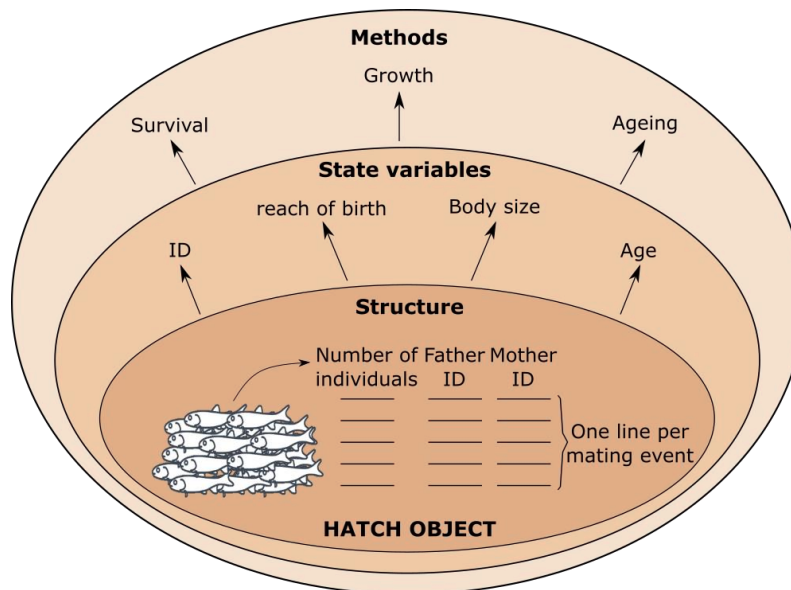 Methods
Growth
Survival
Ageing
State variables
reach of birth
Body size
ID
Age
Structure
Number of Father Mother
individuals ID ID
One line per
mating event
HATCH OBJECT